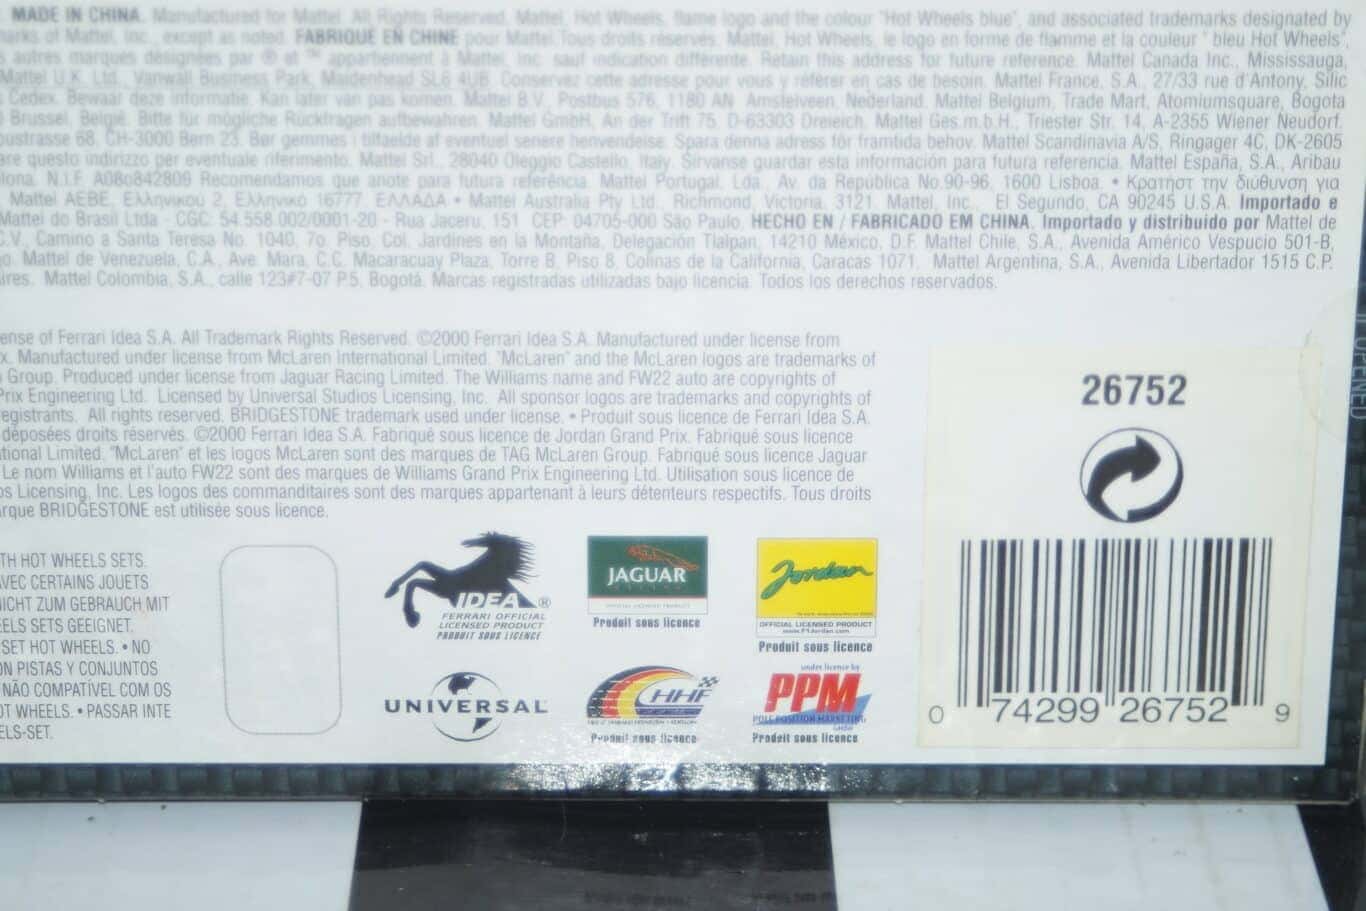 MADE IN CHINA. Manufactured for Mattel. All Rights Reserved. Mattel, Hot Wheels, flame logo and the colour "Hot Wheels blue", and associated trademarks designated by
marks of Mattel, Inc., except as noted. FABRIQUÉ EN CHINE pour Mattel. Tous droits réservés. Mattel, Hot Wheels, le logo en forme de flamme et la couleur " bleu Hot Wheels",
autres marques désignées par ® et ™ appartiennent à Mattel, Inc. sauf indication différente. Retain this address for future reference. Mattel Canada Inc., Mississauga,
Mattel U.K. Ltd., Vanwall Business Park, Maidenhead SL6 4UB. Conservez cette adresse pour vous y référer en cas de besoin. Mattel France, S.A., 27/33 rue d'Antony, Silic
Cedex. Bewaar deze informatie. Kan later van pas komen. Mattel B.V., Postbus 576, 1180 AN Amstelveen, Nederland. Mattel Belgium, Trade Mart, Atomiumsquare, Bogota
Brussel, België. Bitte für mögliche Rückfragen aufbewahren. Mattel GmbH, An der Trift 75, D-63303 Dreieich. Mattel Ges.m.b.H., Triester Str. 14, A-2355 Wiener Neudorf.
usstrasse 68, CH-3000 Bern 23. Bør gemmes i tilfælde af eventuel senere henvendelse. Spara denna adress för framtida behov. Mattel Scandinavia A/S, Ringager 4C, DK-2605
are questo indirizzo per eventuale riferimento. Mattel Srl., 28040 Oleggio Castello, Italy. Sírvanse guardar esta información para futura referencia. Mattel España, S.A., Aribau
lona. N.I.F. A08o842809 Recomendamos que anote para futura referência. Mattel Portugal, Lda., Av. da República No.90-96, 1600 Lisboa. • Κρατήστ την διύθυνση για
Mattel AEBE, Ελληνικού 2, Ελληνικό 16777, ΕΛΛΑΔΑ • Mattel Australia Pty Ltd., Richmond, Victoria, 3121. Mattel, Inc., El Segundo, CA 90245 U.S.A. Importado e
Mattel do Brasil Ltda - CGC: 54.558.002/0001-20 - Rua Jaceru, 151 CEP: 04705-000 São Paulo. HECHO EN / FABRICADO EM CHINA. Importado y distribuido por Mattel de
C.V., Camino a Santa Teresa No. 1040, 7o. Piso, Col. Jardines en la Montaña, Delegación Tlalpan, 14210 México, D.F. Mattel Chile, S.A., Avenida Américo Vespucio 501-B,
o. Mattel de Venezuela, C.A., Ave. Mara, C.C. Macaracuay Plaza, Torre B, Piso 8, Colinas de la California, Caracas 1071. Mattel Argentina, S.A., Avenida Libertador 1515 C.P.
ires. Mattel Colombia, S.A., calle 123#7-07 P.5, Bogotá. Marcas registradas utilizadas bajo licencia. Todos los derechos reservados.
ense of Ferrari Idea S.A. All Trademark Rights Reserved. ©2000 Ferrari Idea S.A. Manufactured under license from
x. Manufactured under license from McLaren International Limited. "McLaren" and the McLaren logos are trademarks of
Group. Produced under license from Jaguar Racing Limited. The Williams name and FW22 auto are copyrights of
Prix Engineering Ltd. Licensed by Universal Studios Licensing, Inc. All sponsor logos are trademarks and copyrights of
registrants. All rights reserved. BRIDGESTONE trademark used under license. • Produit sous licence de Ferrari Idea S.A.
déposées droits réservés. ©2000 Ferrari Idea S.A. Fabriqué sous licence de Jordan Grand Prix. Fabriqué sous licence
ational Limited. "McLaren" et les logos McLaren sont des marques de TAG McLaren Group. Fabriqué sous licence Jaguar
Le nom Williams et l'auto FW22 sont des marques de Williams Grand Prix Engineering Ltd. Utilisation sous licence de
os Licensing, Inc. Les logos des commanditaires sont des marques appartenant à leurs détenteurs respectifs. Tous droits
arque BRIDGESTONE est utilisée sous licence.
TH HOT WHEELS SETS.
AVEC CERTAINS JOUETS
NICHT ZUM GEBRAUCH MIT
EELS SETS GEEIGNET.
SET HOT WHEELS. • NO
ON PISTAS Y CONJUNTOS
NÃO COMPATÍVEL COM OS
OT WHEELS. • PASSAR INTE
ELS-SET.
IDEA ®
FERRARI OFFICIAL
LICENSED PRODUCT
PRODUIT SOUS LICENCE
JAGUAR
RACING
OFFICIAL LICENSED PRODUCT
Produit sous licence
Jordan
OFFICIAL LICENSED PRODUCT
www.f1jordan.com
Produit sous licence
UNIVERSAL
HHF
Produit sous licence
under licence by
PPM
POLE POSITION MARKETING
GmbH
Produit sous licence
26752
0 74299 26752 9
OPENED